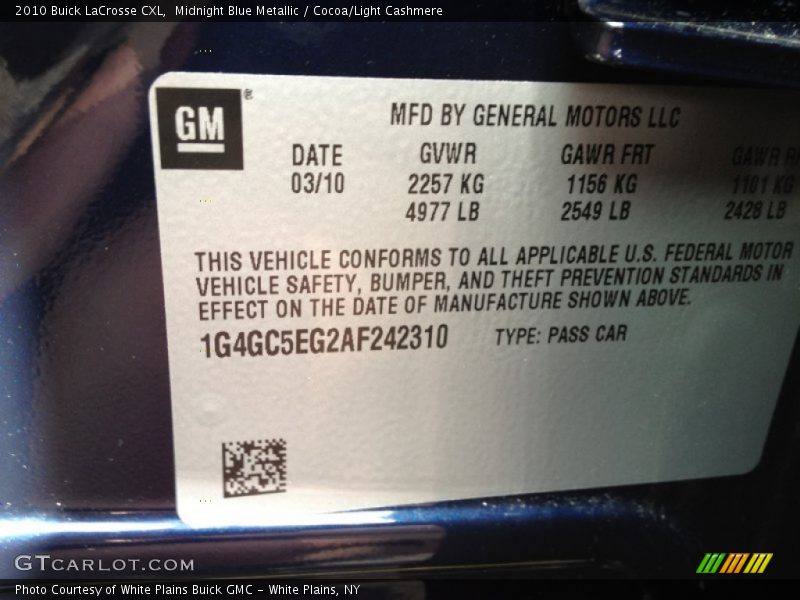 2010 Buick LaCrosse CXL,  Midnight Blue Metallic / Cocoa/Light Cashmere
GM ®
MFD BY GENERAL MOTORS LLC
DATE GVWR GAWR FRT GAWR
03/10 2257 KG 1156 KG 1101 KG
4977 LB 2549 LB 2428 LB
THIS VEHICLE CONFORMS TO ALL APPLICABLE U.S. FEDERAL MOTOR
VEHICLE SAFETY, BUMPER, AND THEFT PREVENTION STANDARDS IN
EFFECT ON THE DATE OF MANUFACTURE SHOWN ABOVE.
1G4GC5EG2AF242310 TYPE: PASS CAR
GTCARLOT.COM
Photo Courtesy of White Plains Buick GMC - White Plains, NY